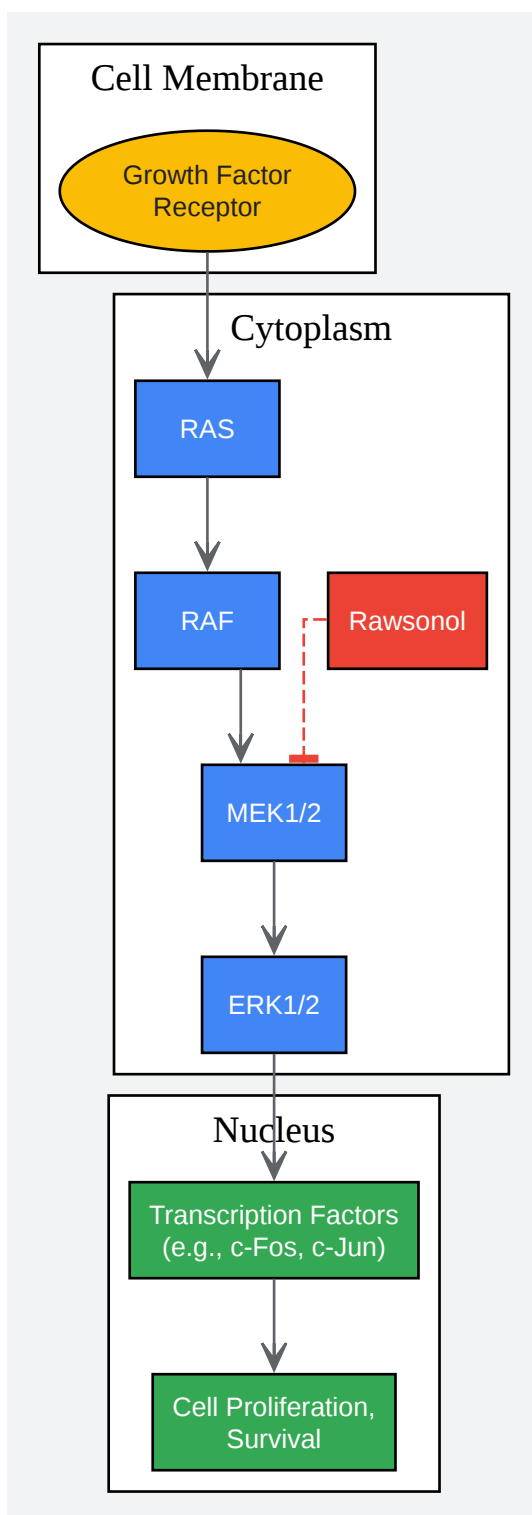 Cell Membrane
Growth Factor
Receptor
Cytoplasm
RAS
RAF
Rawsonol
MEK1/2
ERK1/2
Nucleus
Transcription Factors
(e.g., c-Fos, c-Jun)
Cell Proliferation,
Survival